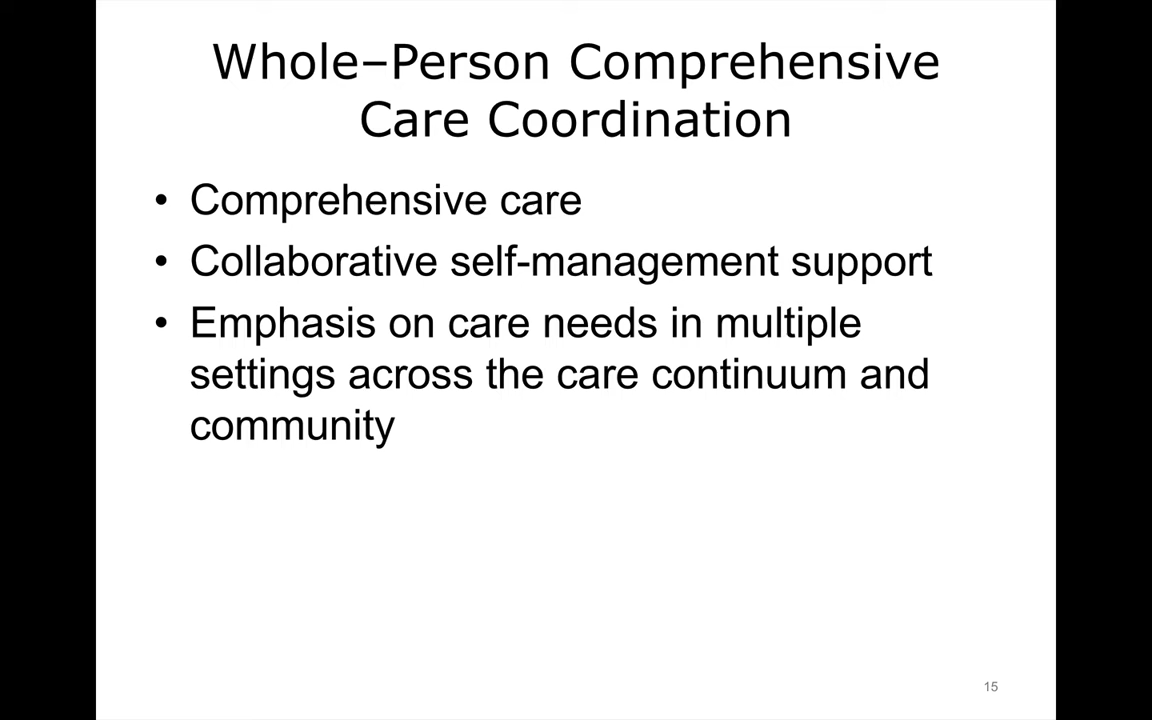 Whole–Person Comprehensive
Care Coordination
• Comprehensive care
• Collaborative self-management support
• Emphasis on care needs in multiple
settings across the care continuum and
community
15